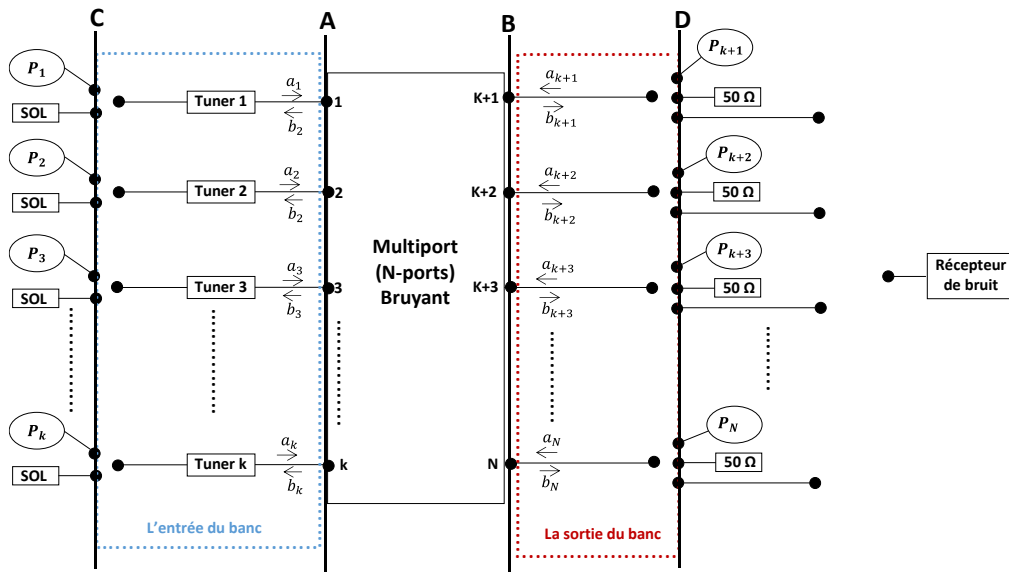 C
A
B
D
P1
SOL
Tuner 1
a1
b2
1
K+1
ak+1
bk+1
Pk+1
50 Ω
P2
SOL
Tuner 2
a2
b2
2
K+2
ak+2
bk+2
Pk+2
50 Ω
Multiport
(N-ports)
Bruyant
P3
SOL
Tuner 3
a3
b3
3
K+3
ak+3
bk+3
Pk+3
50 Ω
Récepteur
de bruit
Pk
SOL
Tuner k
ak
bk
k
N
aN
bN
PN
50 Ω
L'entrée du banc
La sortie du banc